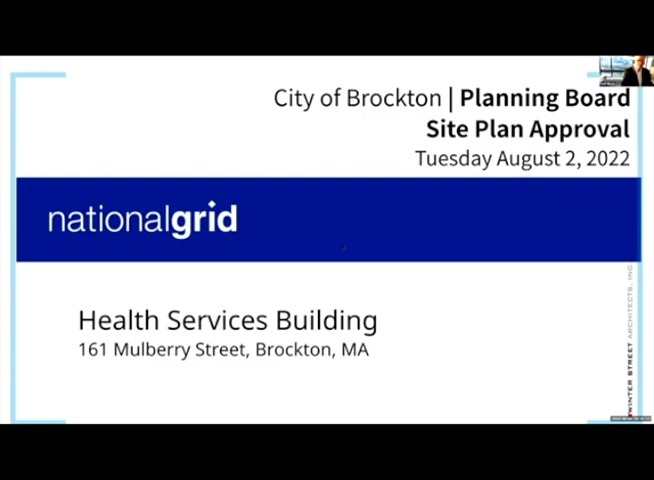 City of Brockton | Planning Board
Site Plan Approval
Tuesday August 2, 2022
nationalgrid
Health Services Building
161 Mulberry Street, Brockton, MA
WINTER STREET ARCHITECTS, INC